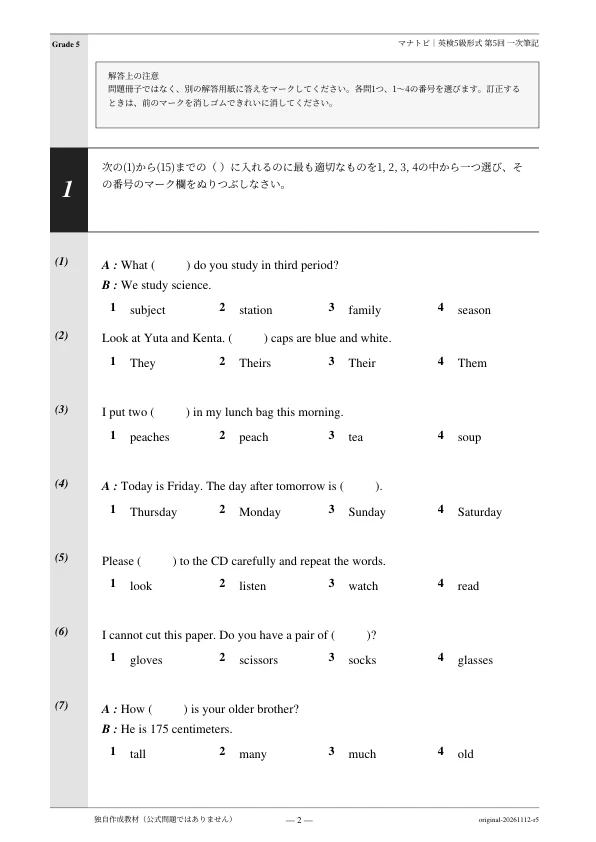 Grade 5
マナトビ｜英検5級形式 第5回 一次筆記
解答上の注意
問題冊子ではなく、別の解答用紙に答えをマークしてください。各問1つ、1〜4の番号を選びます。訂正する
ときは、前のマークを消しゴムできれいに消してください。
1
次の(1)から(15)までの（ ）に入れるのに最も適切なものを1, 2, 3, 4の中から一つ選び、そ
の番号のマーク欄をぬりつぶしなさい。
(1)
A : What (          ) do you study in third period?
B : We study science.
1 subject 2 station 3 family 4 season
(2)
Look at Yuta and Kenta. (          ) caps are blue and white.
1 They 2 Theirs 3 Their 4 Them
(3)
I put two (          ) in my lunch bag this morning.
1 peaches 2 peach 3 tea 4 soup
(4)
A : Today is Friday. The day after tomorrow is (          ).
1 Thursday 2 Monday 3 Sunday 4 Saturday
(5)
Please (          ) to the CD carefully and repeat the words.
1 look 2 listen 3 watch 4 read
(6)
I cannot cut this paper. Do you have a pair of (          )?
1 gloves 2 scissors 3 socks 4 glasses
(7)
A : How (          ) is your older brother?
B : He is 175 centimeters.
1 tall 2 many 3 much 4 old
独自作成教材（公式問題ではありません）
— 2 —
original-20261112-r5